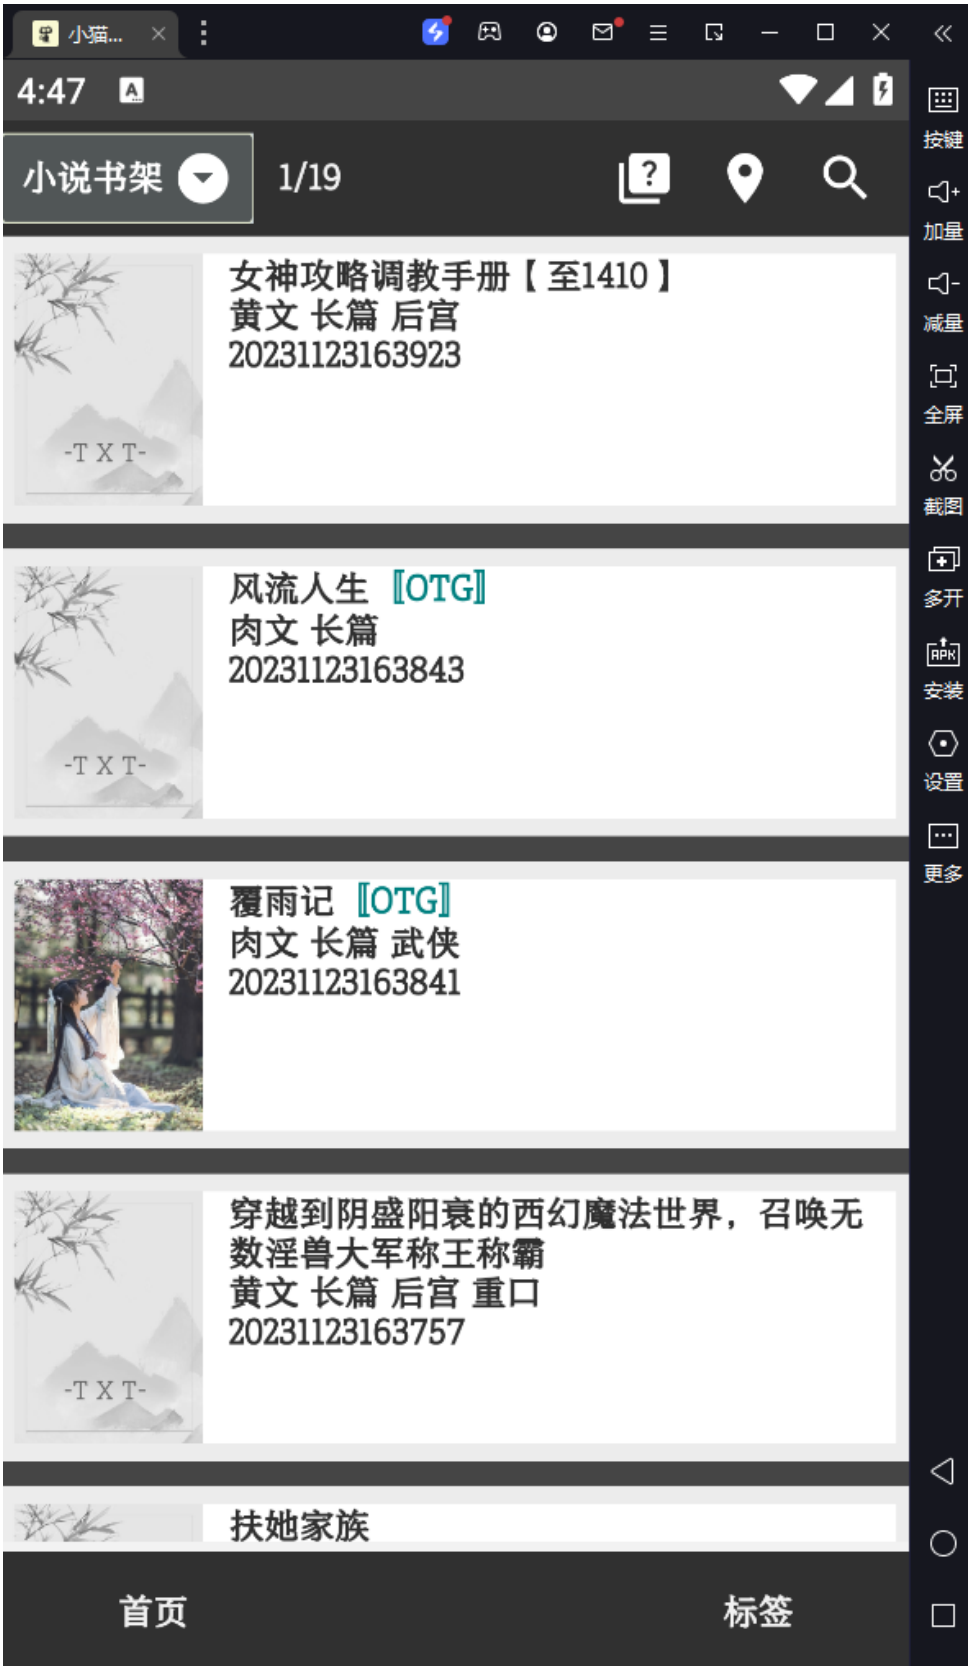 小猫...
4:47
A
小说书架
1/19
?
女神攻略调教手册【至1410】
黄文 长篇 后宫
20231123163923
-TXT-
风流人生〖OTG〗
肉文 长篇
20231123163843
-TXT-
覆雨记〖OTG〗
肉文 长篇 武侠
20231123163841
穿越到阴盛阳衰的西幻魔法世界，召唤无
数淫兽大军称王称霸
黄文 长篇 后宫 重口
20231123163757
-TXT-
扶她家族
首页
标签
按键
加量
减量
全屏
截图
多开
APK
安装
设置
更多